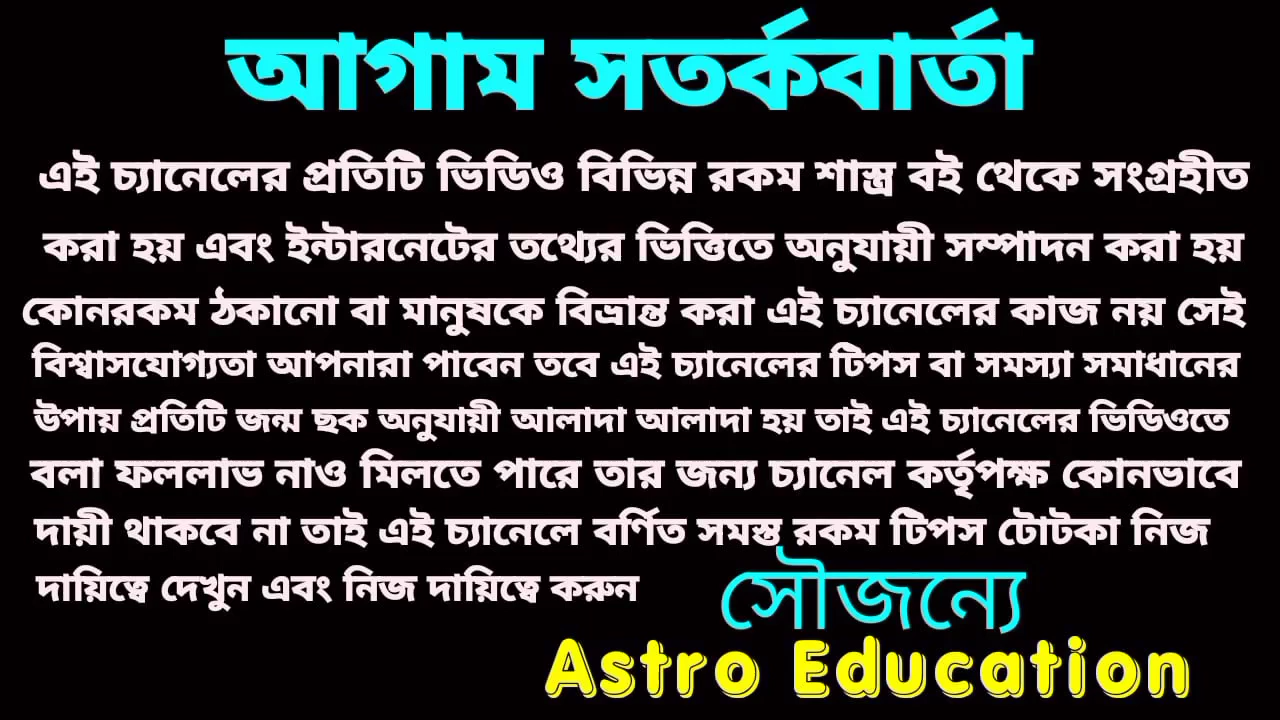 আগাম সতর্কবার্তা
এই চ্যানেলের প্রতিটি ভিডিও বিভিন্ন রকম শাস্ত্র বই থেকে সংগ্রহীত
করা হয় এবং ইন্টারনেটের তথ্যের ভিত্তিতে অনুযায়ী সম্পাদন করা হয়
কোনরকম ঠকানো বা মানুষকে বিভ্রান্ত করা এই চ্যানেলের কাজ নয় সেই
বিশ্বাসযোগ্যতা আপনারা পাবেন তবে এই চ্যানেলের টিপস বা সমস্যা সমাধানের
উপায় প্রতিটি জন্ম ছক অনুযায়ী আলাদা আলাদা হয় তাই এই চ্যানেলের ভিডিওতে
বলা ফললাভ নাও মিলতে পারে তার জন্য চ্যানেল কর্তৃপক্ষ কোনভাবে
দায়ী থাকবে না তাই এই চ্যানেলে বর্ণিত সমস্ত রকম টিপস টোটকা নিজ
দায়িত্বে দেখুন এবং নিজ দায়িত্বে করুন
সৌজন্যে
Astro Education